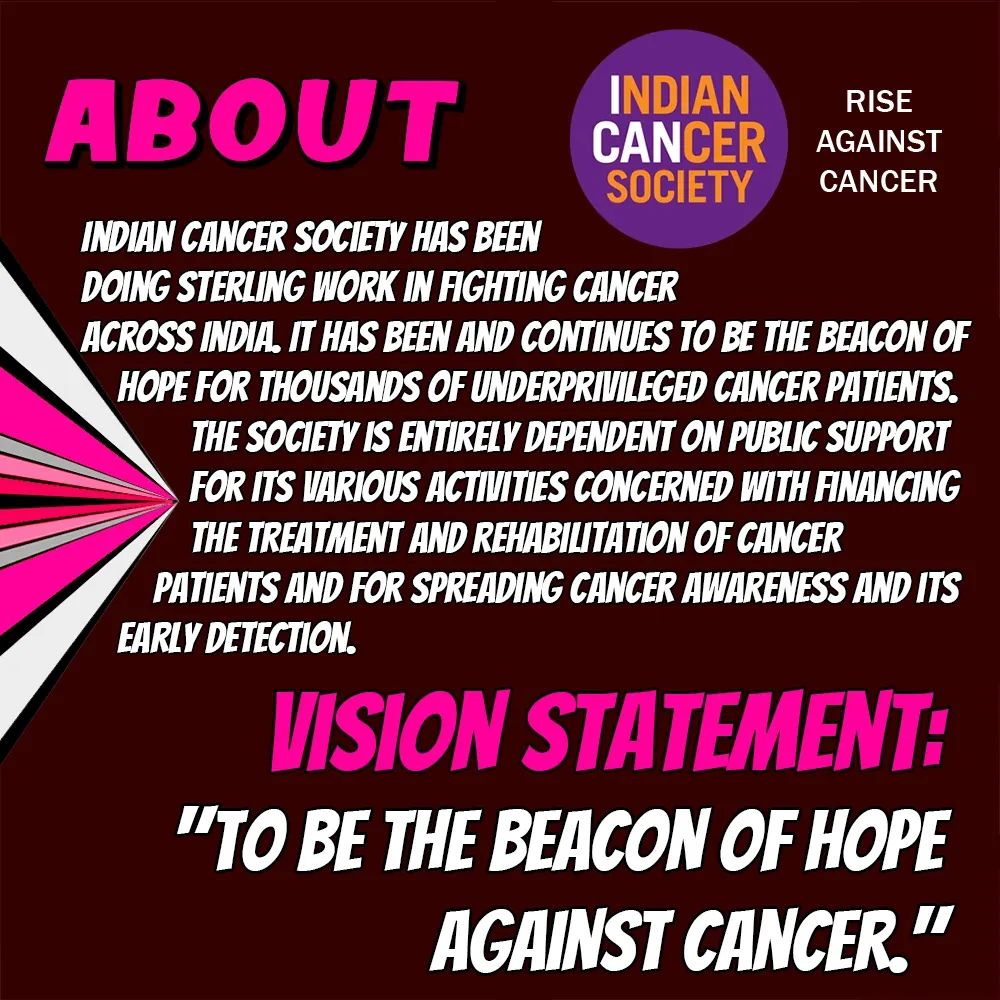 ABOUT
INDIAN
CANCER
SOCIETY
RISE
AGAINST
CANCER
INDIAN CANCER SOCIETY HAS BEEN
DOING STERLING WORK IN FIGHTING CANCER
ACROSS INDIA. IT HAS BEEN AND CONTINUES TO BE THE BEACON OF
HOPE FOR THOUSANDS OF UNDERPRIVILEGED CANCER PATIENTS.
THE SOCIETY IS ENTIRELY DEPENDENT ON PUBLIC SUPPORT
FOR ITS VARIOUS ACTIVITIES CONCERNED WITH FINANCING
THE TREATMENT AND REHABILITATION OF CANCER
PATIENTS AND FOR SPREADING CANCER AWARENESS AND ITS
EARLY DETECTION.
VISION STATEMENT:
"TO BE THE BEACON OF HOPE
AGAINST CANCER."